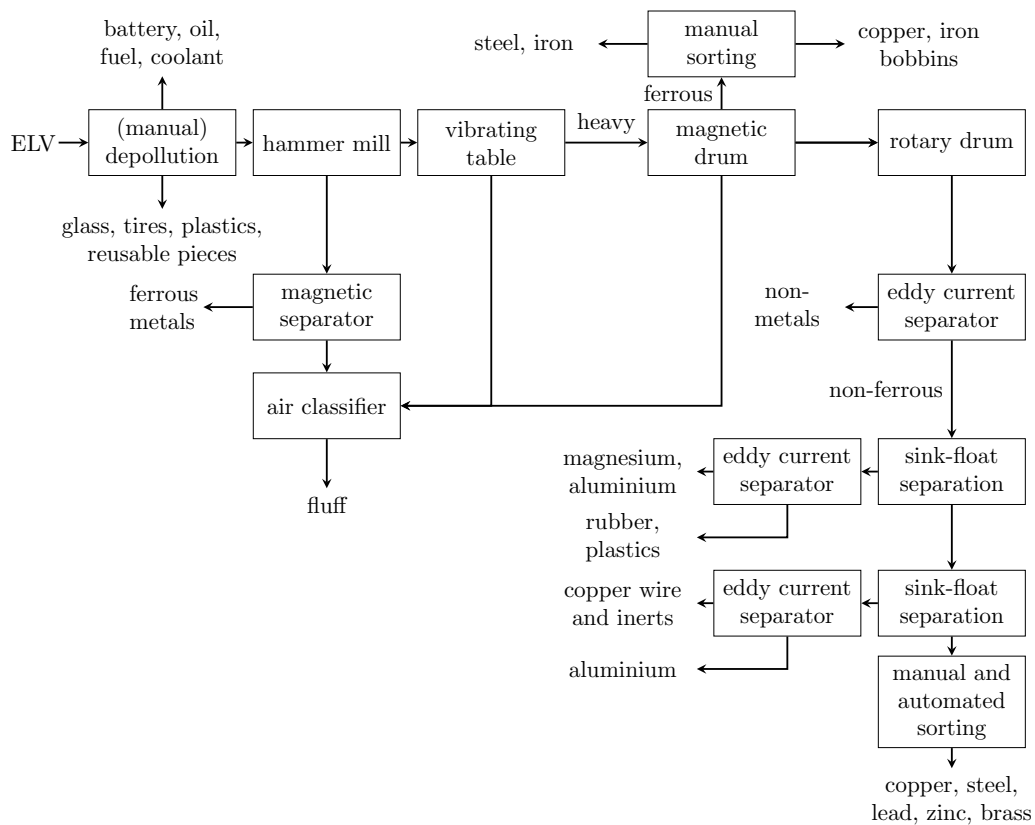 battery, oil,
fuel, coolant
steel, iron
manual
sorting
copper, iron
bobbins
ferrous
ELV
(manual)
depollution
hammer mill
vibrating
table
heavy
magnetic
drum
rotary drum
glass, tires, plastics,
reusable pieces
ferrous
metals
magnetic
separator
non-
metals
eddy current
separator
air classifier
non-ferrous
fluff
magnesium,
aluminium
eddy current
separator
sink-float
separation
rubber,
plastics
copper wire
and inerts
eddy current
separator
sink-float
separation
aluminium
manual and
automated
sorting
copper, steel,
lead, zinc, brass